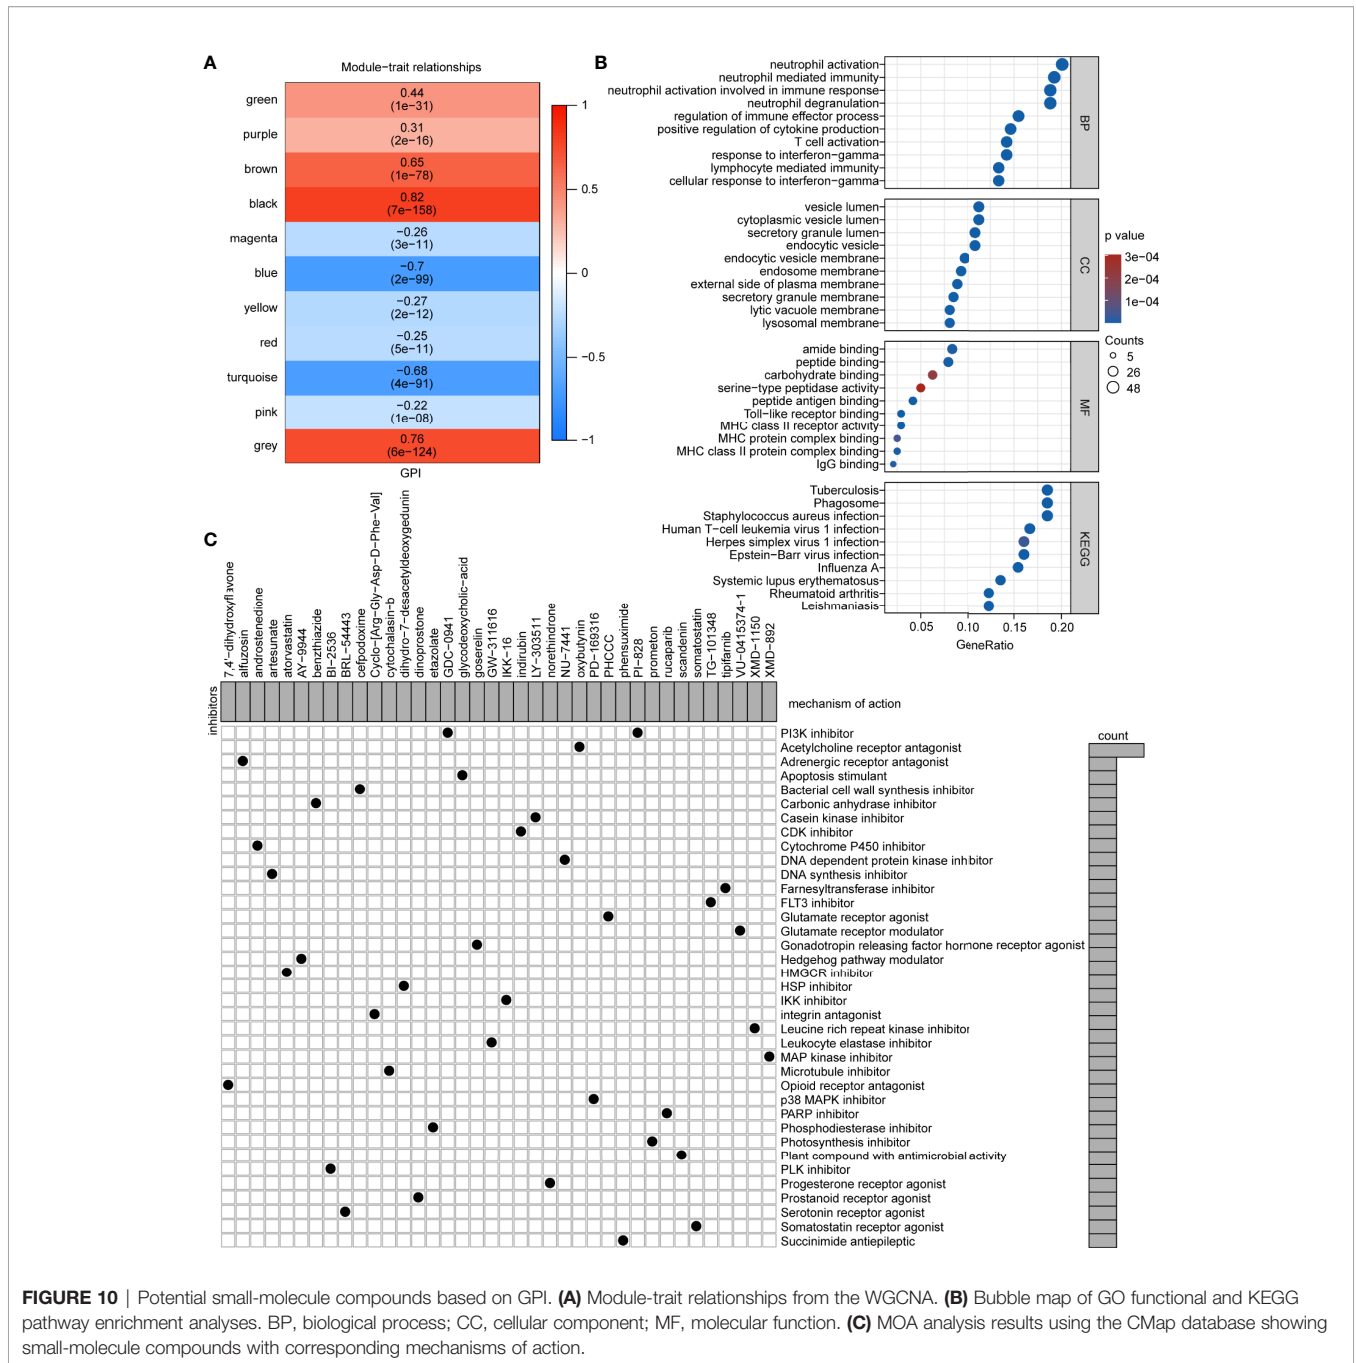 A
Module−trait relationships
green
0.44
(1e−31)
purple
0.31
(2e−16)
brown
0.65
(1e−78)
black
0.82
(7e−158)
magenta
−0.26
(3e−11)
blue
−0.7
(2e−99)
yellow
−0.27
(2e−12)
red
−0.25
(5e−11)
turquoise
−0.68
(4e−91)
pink
−0.22
(1e−08)
grey
0.76
(6e−124)
GPI
1
0.5
0
−0.5
−1
B
neutrophil activation
neutrophil mediated immunity
neutrophil activation involved in immune response
neutrophil degranulation
regulation of immune effector process
positive regulation of cytokine production
T cell activation
response to interferon−gamma
lymphocyte mediated immunity
cellular response to interferon−gamma
BP
vesicle lumen
cytoplasmic vesicle lumen
secretory granule lumen
endocytic vesicle
endocytic vesicle membrane
endosome membrane
external side of plasma membrane
secretory granule membrane
lytic vacuole membrane
lysosomal membrane
CC
amide binding
peptide binding
carbohydrate binding
serine−type peptidase activity
peptide antigen binding
Toll−like receptor binding
MHC class II receptor activity
MHC protein complex binding
MHC class II protein complex binding
IgG binding
MF
Tuberculosis
Phagosome
Staphylococcus aureus infection
Human T−cell leukemia virus 1 infection
Herpes simplex virus 1 infection
Epstein−Barr virus infection
Influenza A
Systemic lupus erythematosus
Rheumatoid arthritis
Leishmaniasis
KEGG
0.05 0.10 0.15 0.20
GeneRatio
p value
3e−04
2e−04
1e−04
Counts
5
26
48
C
inhibitors
7,4'−dihydroxyflavone
alfuzosin
androstenedione
artesunate
atorvastatin
AY−9944
benzthiazide
BI−2536
BRL−54443
cefpodoxime
Cyclo−[Arg−Gly−Asp−D−Phe−Val]
cytochalasin−b
dihydro−7−desacetyldeoxygedunin
dinoprostone
etazolate
GDC−0941
glycodeoxycholic−acid
goserelin
GW−311616
IKK−16
indirubin
LY−303511
norethindrone
NU−7441
oxybutynin
PD−169316
PHCCC
phensuximide
PI−828
prometon
rucaparib
scandenin
somatostatin
TG−101348
tipifarnib
VU−0415374−1
XMD−1150
XMD−892
mechanism of action
PI3K inhibitor
Acetylcholine receptor antagonist
Adrenergic receptor antagonist
Apoptosis stimulant
Bacterial cell wall synthesis inhibitor
Carbonic anhydrase inhibitor
Casein kinase inhibitor
CDK inhibitor
Cytochrome P450 inhibitor
DNA dependent protein kinase inhibitor
DNA synthesis inhibitor
Farnesyltransferase inhibitor
FLT3 inhibitor
Glutamate receptor agonist
Glutamate receptor modulator
Gonadotropin releasing factor hormone receptor agonist
Hedgehog pathway modulator
HMGCR inhibitor
HSP inhibitor
IKK inhibitor
integrin antagonist
Leucine rich repeat kinase inhibitor
Leukocyte elastase inhibitor
MAP kinase inhibitor
Microtubule inhibitor
Opioid receptor antagonist
p38 MAPK inhibitor
PARP inhibitor
Phosphodiesterase inhibitor
Photosynthesis inhibitor
Plant compound with antimicrobial activity
PLK inhibitor
Progesterone receptor agonist
Prostanoid receptor agonist
Serotonin receptor agonist
Somatostatin receptor agonist
Succinimide antiepileptic
count
FIGURE 10 | Potential small-molecule compounds based on GPI. (A) Module-trait relationships from the WGCNA. (B) Bubble map of GO functional and KEGG
pathway enrichment analyses. BP, biological process; CC, cellular component; MF, molecular function. (C) MOA analysis results using the CMap database showing
small-molecule compounds with corresponding mechanisms of action.